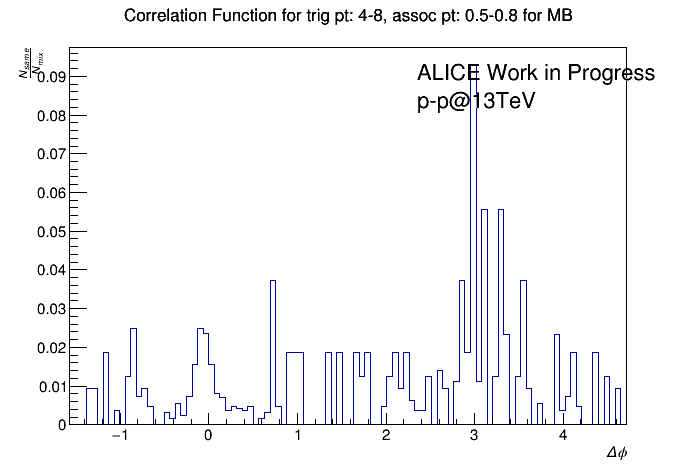 Correlation Function for trig pt: 4-8, assoc pt: 0.5-0.8 for MB
N_same
N_mix
ALICE Work in Progress
p-p@13TeV
0.09
0.08
0.07
0.06
0.05
0.04
0.03
0.02
0.01
0
−1 0 1 2 3 4
Δϕ